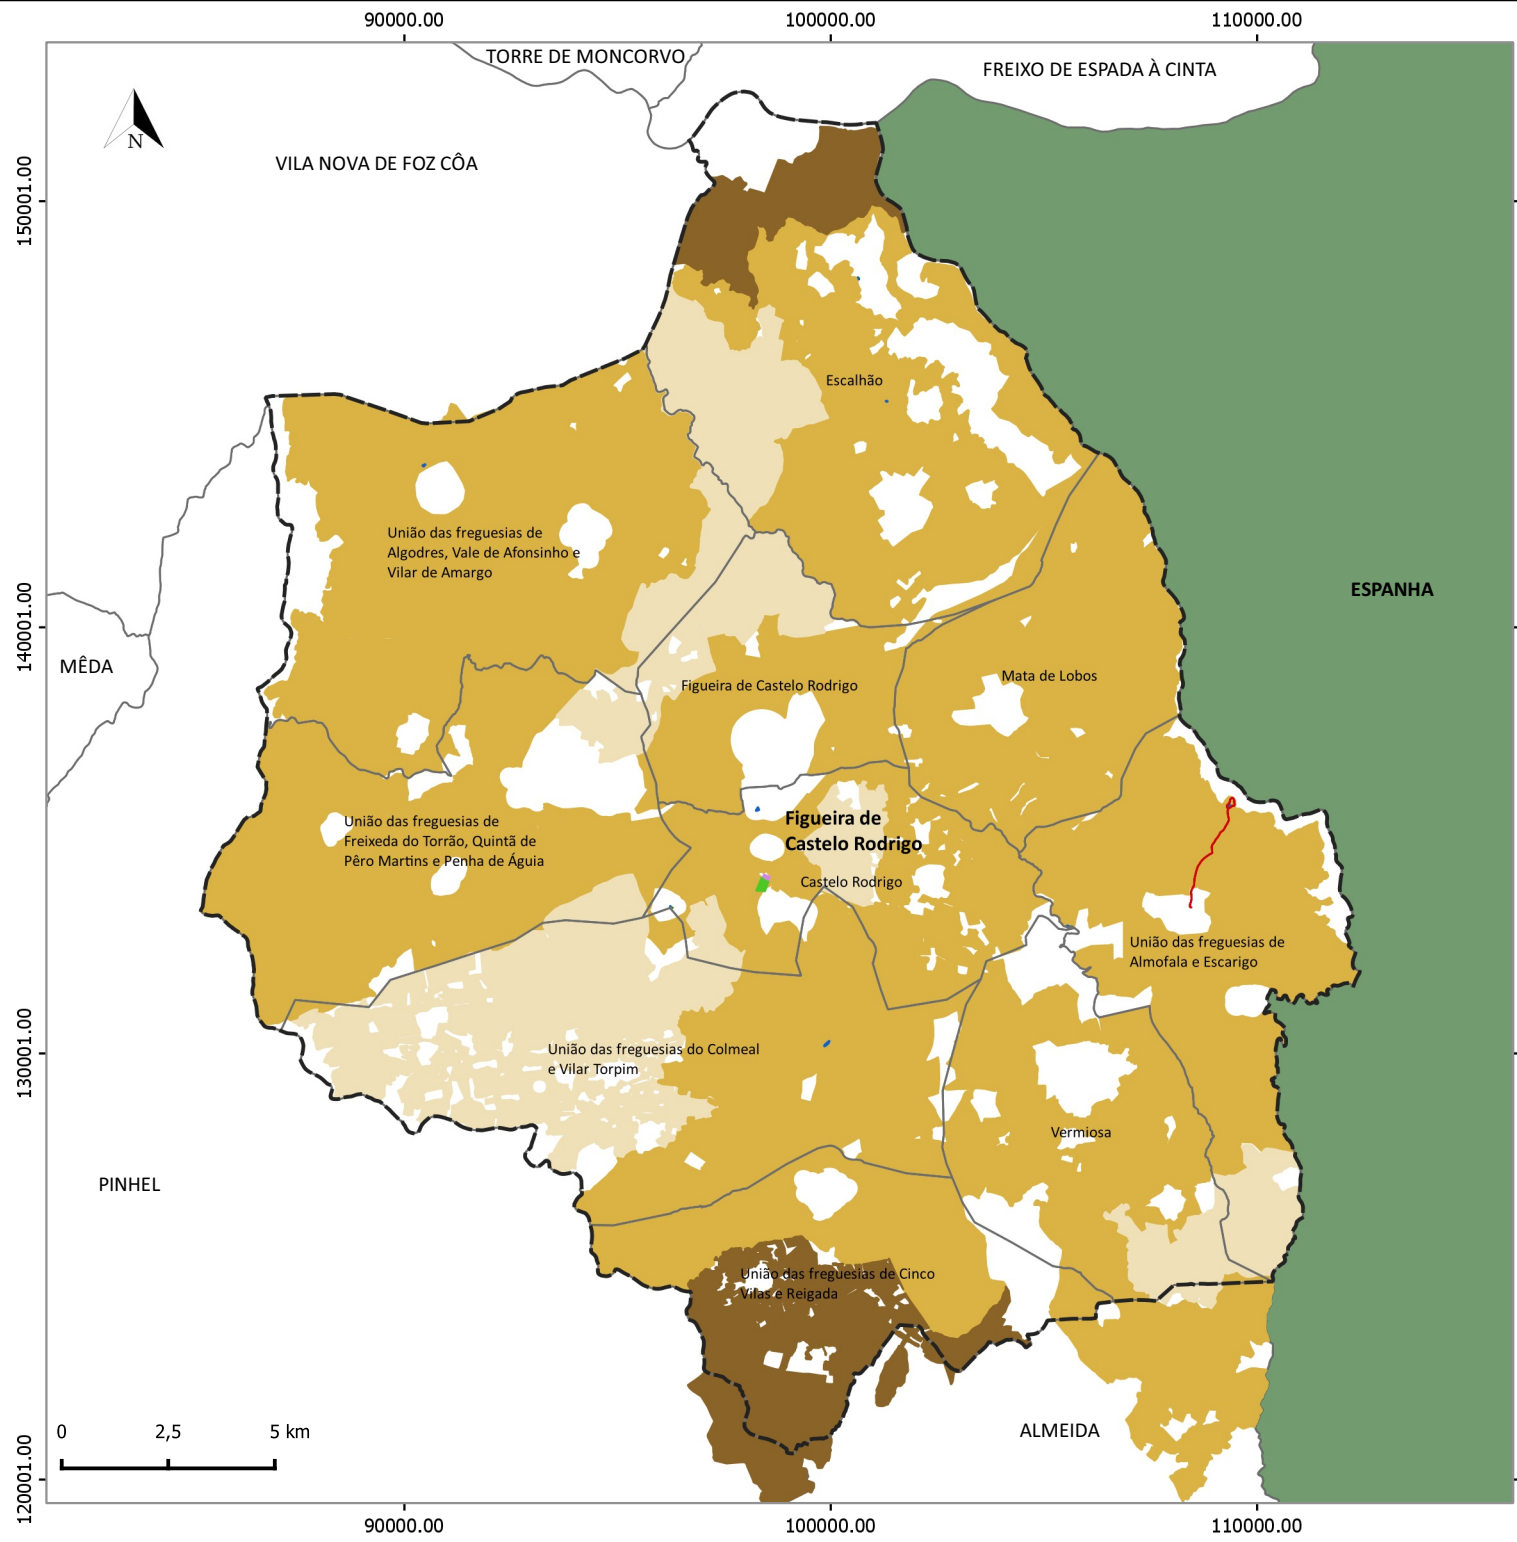 90000.00
100000.00
110000.00
TORRE DE MONCORVO
FREIXO DE ESPADA À CINTA
N
VILA NOVA DE FOZ CÔA
150001.00
Escalhão
União das freguesias de
Algodres, Vale de Afonsinho e
Vilar de Amargo
ESPANHA
140001.00
MÊDA
Figueira de Castelo Rodrigo
Mata de Lobos
União das freguesias de
Freixeda do Torrão, Quintã de
Pêro Martins e Penha de Águia
Figueira de
Castelo Rodrigo
Castelo Rodrigo
União das freguesias de
Almofala e Escarigo
130001.00
União das freguesias do Colmeal
e Vilar Torpim
Vermiosa
PINHEL
União das freguesias de Cinco
Vilas e Reigada
ALMEIDA
0
2,5
5 km
120001.00
90000.00
100000.00
110000.00